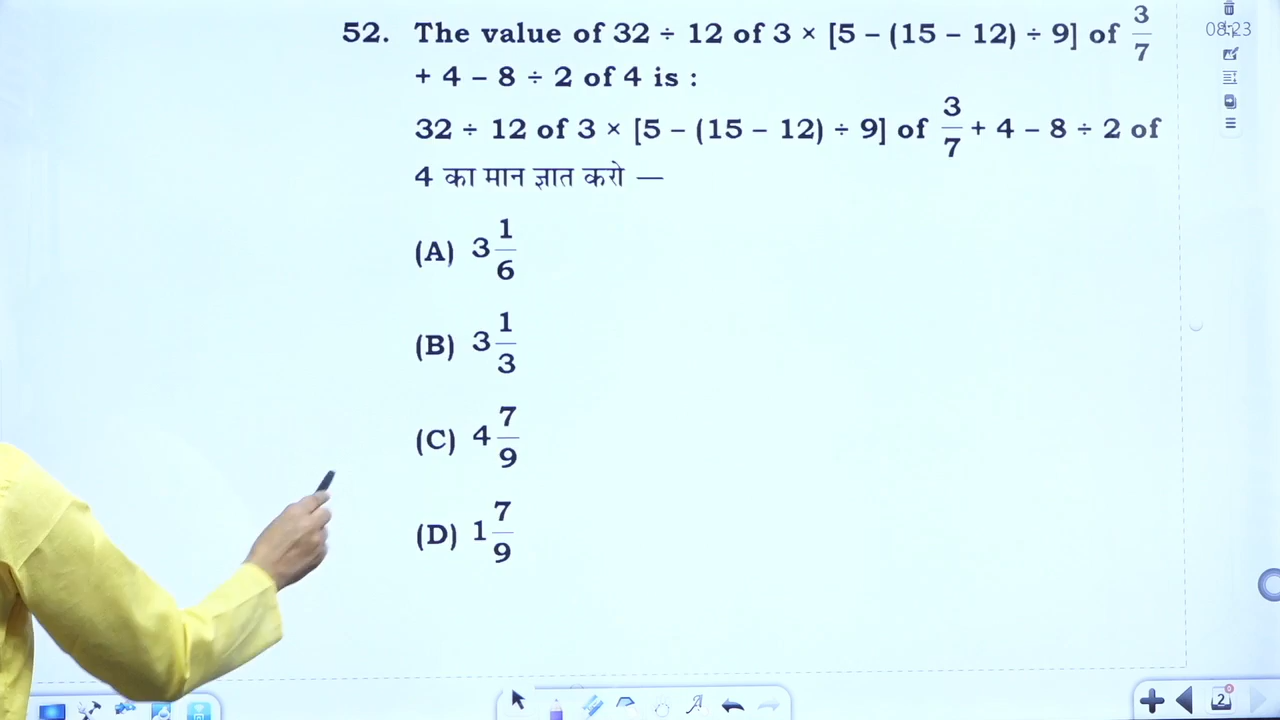 08:23
52. The value of 32 ÷ 12 of 3 × [5 – (15 – 12) ÷ 9] of 3/7
+ 4 – 8 ÷ 2 of 4 is :
32 ÷ 12 of 3 × [5 – (15 – 12) ÷ 9] of 3/7 + 4 – 8 ÷ 2 of
4 का मान ज्ञात करो —
(A) 3 1/6
(B) 3 1/3
(C) 4 7/9
(D) 1 7/9
2